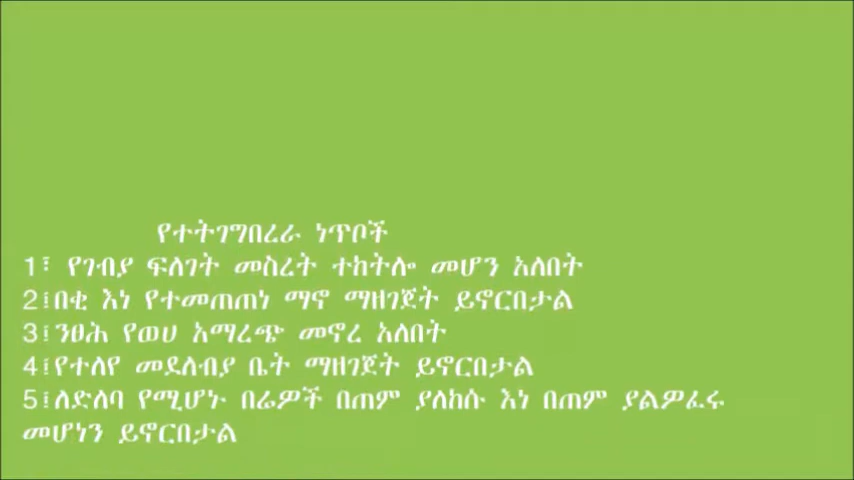 የተትገግበረራ ነጥቦች
1፣ የገብያ ፍለገት መስረት ተከትሎ መሆን አለበት
2፤በቂ እነ የተመጠጠነ ማኖ ማዘገጀት ይኖርበታል
3፤ንፀሕ የወሀ አማረጭ መኖረ አለበት
4፤የተለየ መደለብያ ቤት ማዘገጀት ይኖርበታል
5፤ለድለባ የሚሆኑ በሬዎች በጠም ያለከሱ እነ በጠም ያልዎፈሩ
መሆነን ይኖርበታል